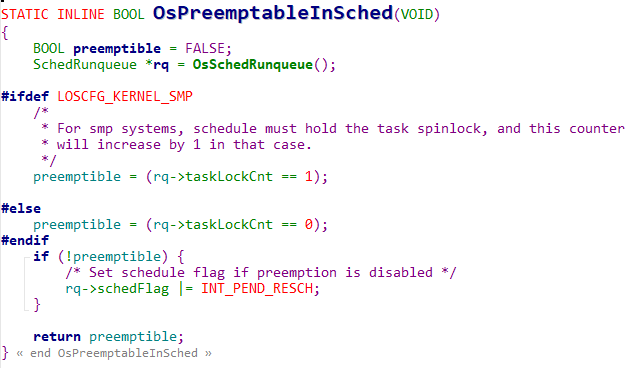 STATIC INLINE BOOL OsPreemptableInSched(VOID)
{
    BOOL preemptible = FALSE;
    SchedRunqueue *rq = OsSchedRunqueue();

#ifdef LOSCFG_KERNEL_SMP
    /*
     * For smp systems, schedule must hold the task spinlock, and this counter
     * will increase by 1 in that case.
     */
    preemptible = (rq->taskLockCnt == 1);

#else
    preemptible = (rq->taskLockCnt == 0);
#endif
    if (!preemptible) {
        /* Set schedule flag if preemption is disabled */
        rq->schedFlag |= INT_PEND_RESCH;
    }

    return preemptible;
} « end OsPreemptableInSched »